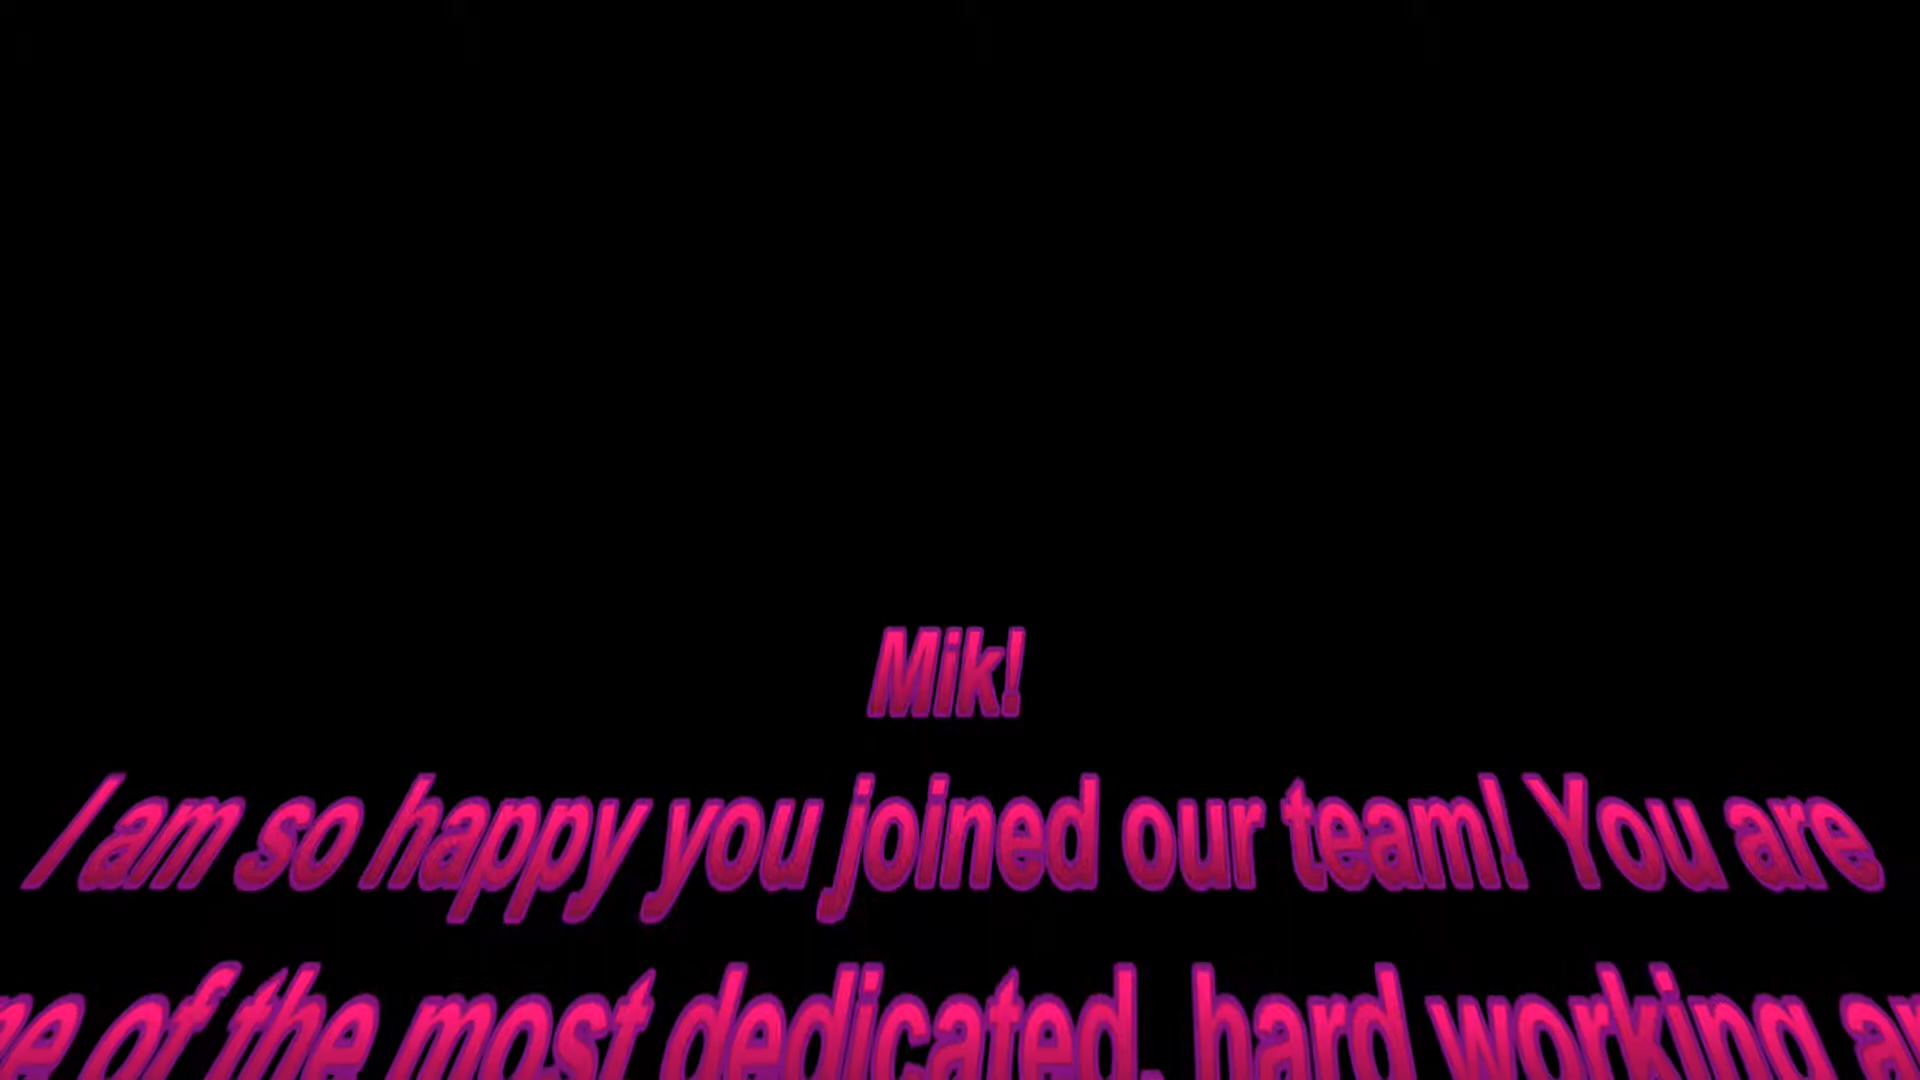 Mik!
I am so happy you joined our team! You are
of the most dedicated, hard working